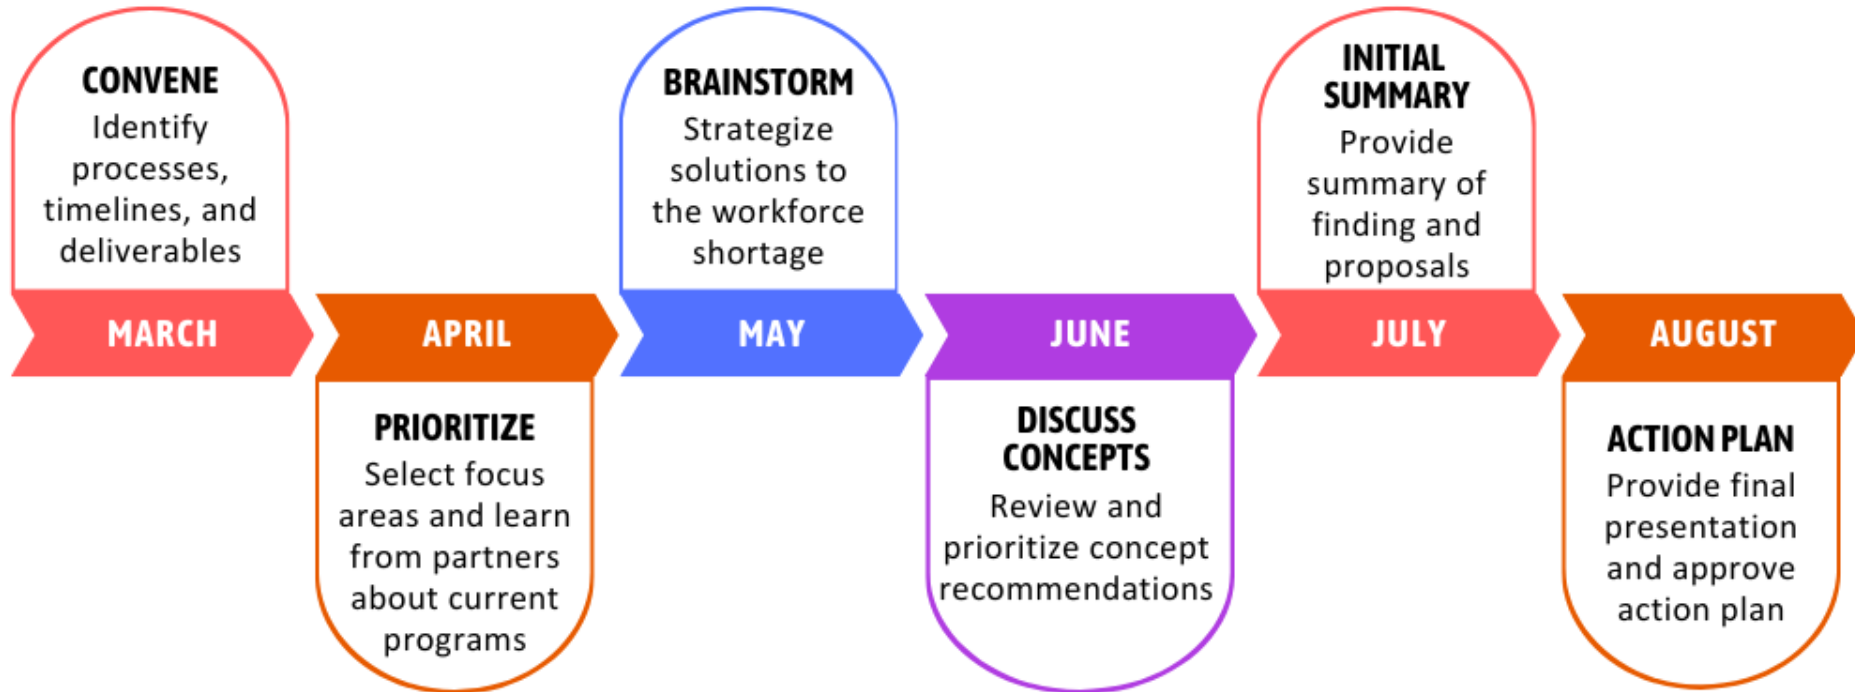 CONVENE
Identify
processes,
timelines, and
deliverables
MARCH
APRIL
PRIORITIZE
Select focus
areas and learn
from partners
about current
programs
BRAINSTORM
Strategize
solutions to
the workforce
shortage
MAY
JUNE
DISCUSS
CONCEPTS
Review and
prioritize concept
recommendations
INITIAL
SUMMARY
Provide
summary of
finding and
proposals
JULY
AUGUST
ACTION PLAN
Provide final
presentation
and approve
action plan